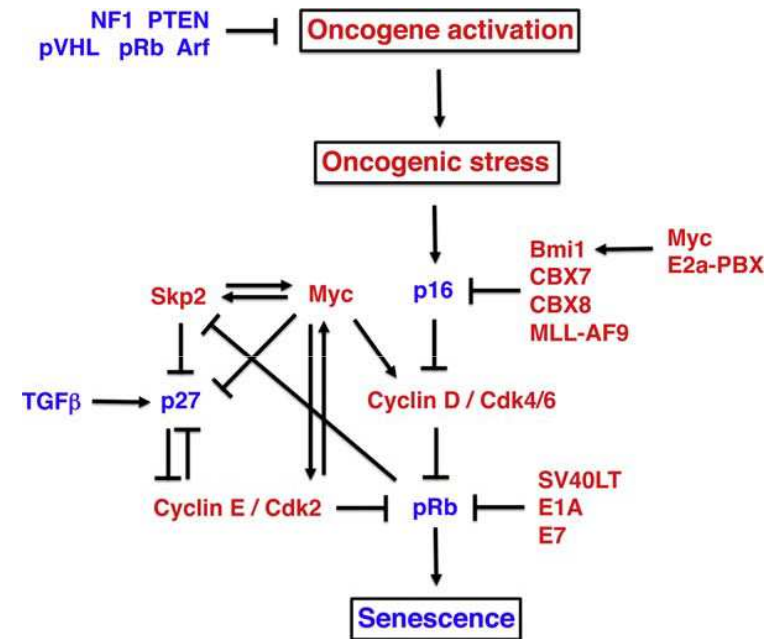 NF1 PTEN
pVHL pRb Arf
Oncogene activation
Oncogenic stress
Myc
E2a-PBX
Bmi1
CBX7
CBX8
MLL-AF9
Skp2
Myc
p16
TGFβ
p27
Cyclin D / Cdk4/6
Cyclin E / Cdk2
pRb
SV40LT
E1A
E7
Senescence